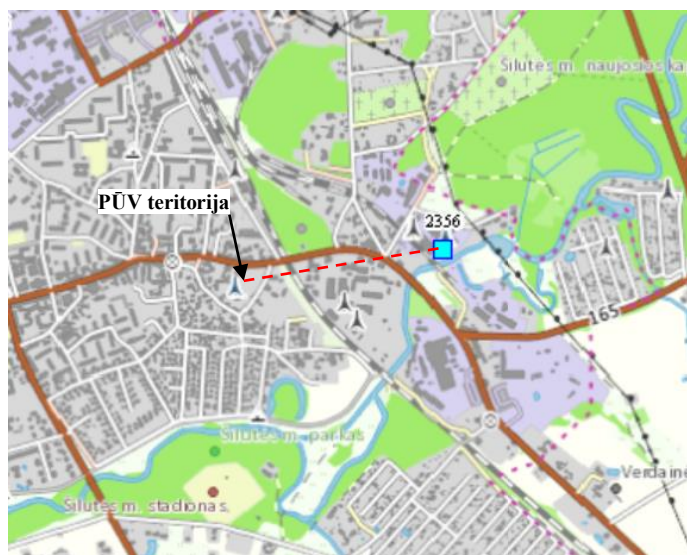 Šilutės m. naujosios ka
PŪV teritorija
2356
165
Šilutės m. parkas
Verdainė
Šilutės m. stadionas,